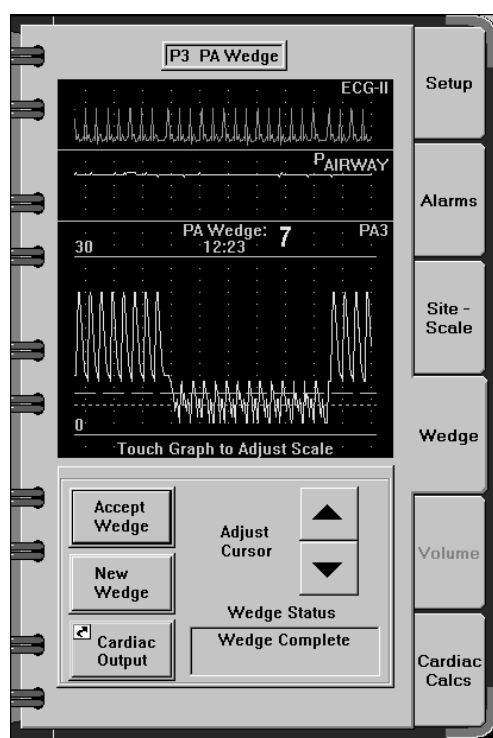 P3 PA Wedge
ECG-II
PAIRWAY
PA Wedge: 7 PA3
30 12:23
0
Touch Graph to Adjust Scale
Accept
Wedge
Adjust
Cursor
New
Wedge
Wedge Status
Cardiac
Output
Wedge Complete
Setup
Alarms
Site -
Scale
Wedge
Volume
Cardiac
Calcs